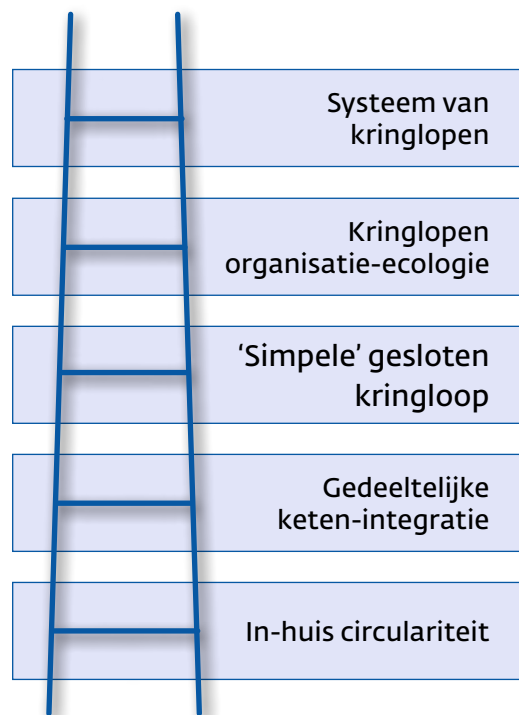 Systeem van
kringlopen
Kringlopen
organisatie-ecologie
‘Simpele’ gesloten
kringloop
Gedeeltelijke
keten-integratie
In-huis circulariteit